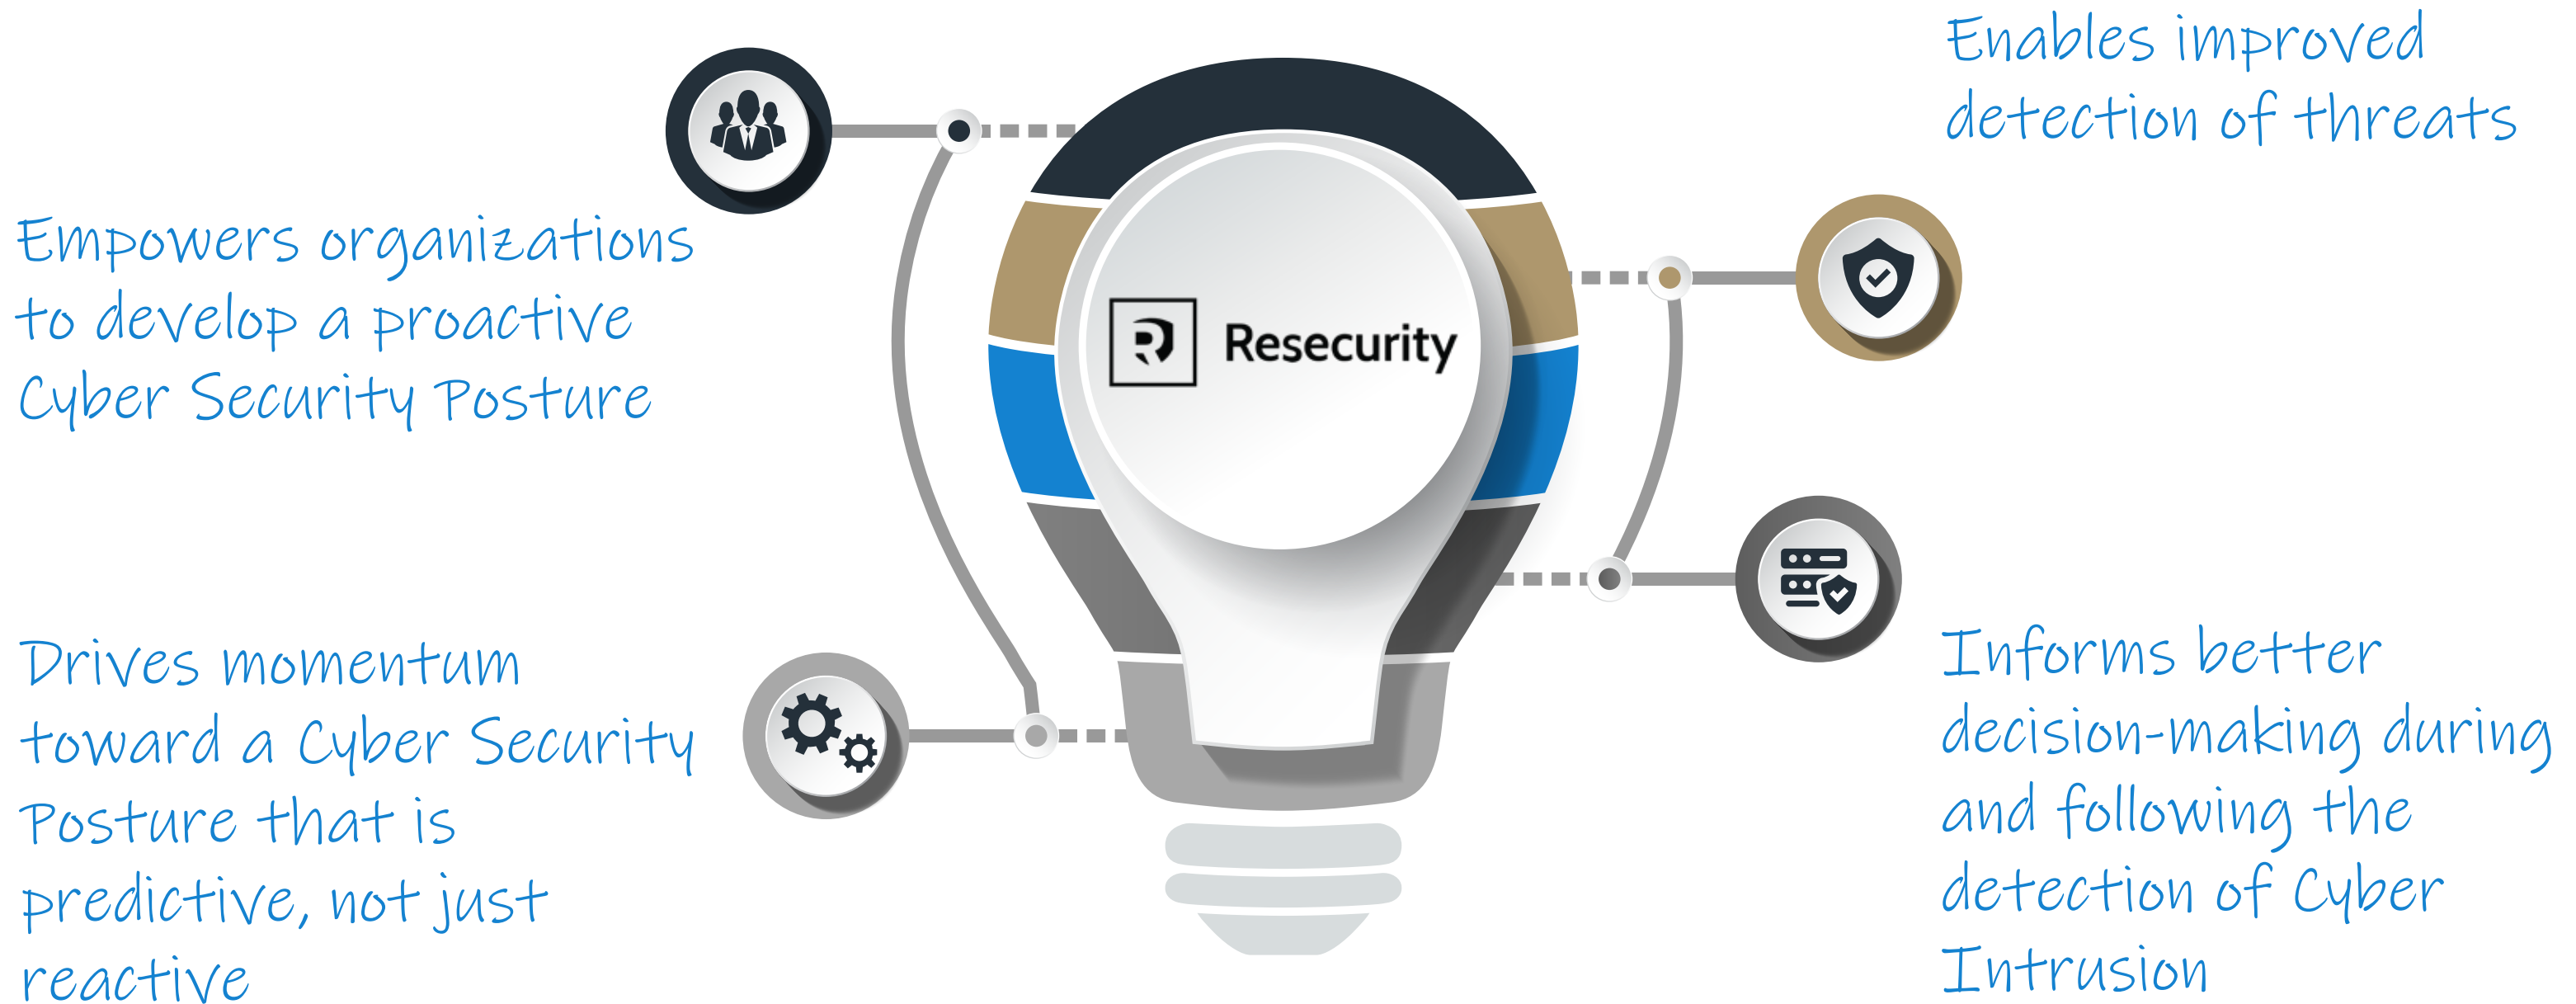 Empowers organizations
to develop a proactive
Cyber Security Posture
Drives momentum
toward a Cyber Security
Posture that is
predictive, not just
reactive
Resecurity
Enables improved
detection of threats
Informs better
decision-making during
and following the
detection of Cyber
Intrusion